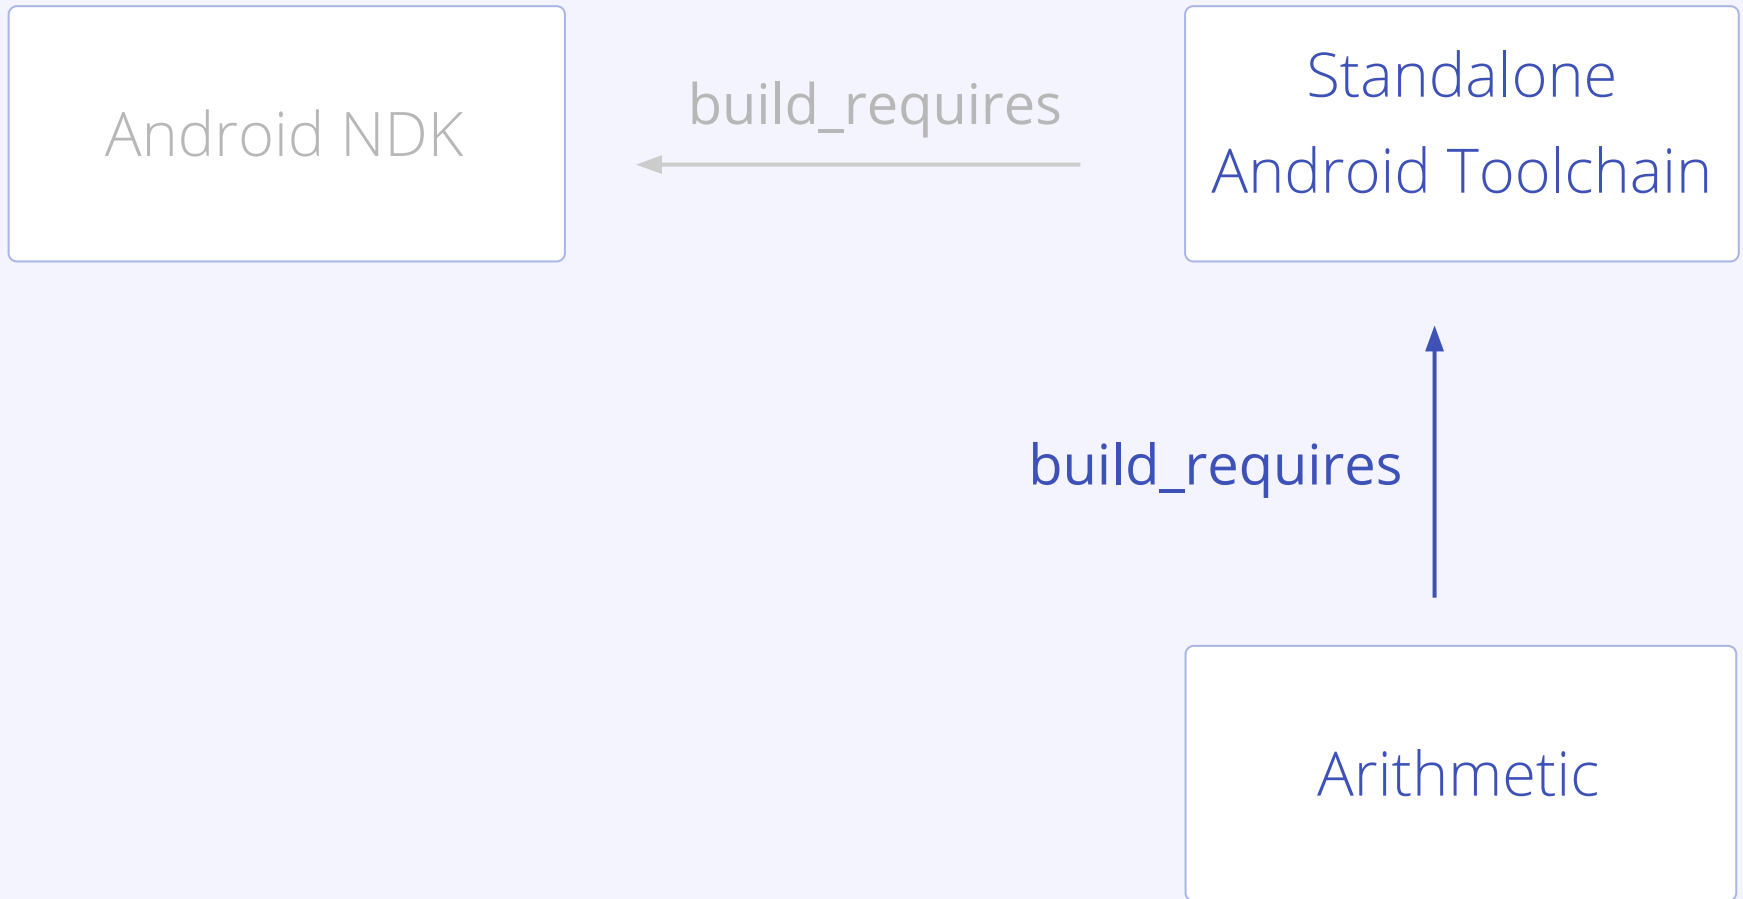 Android NDK
build_requires
Standalone
Android Toolchain
build_requires
Arithmetic